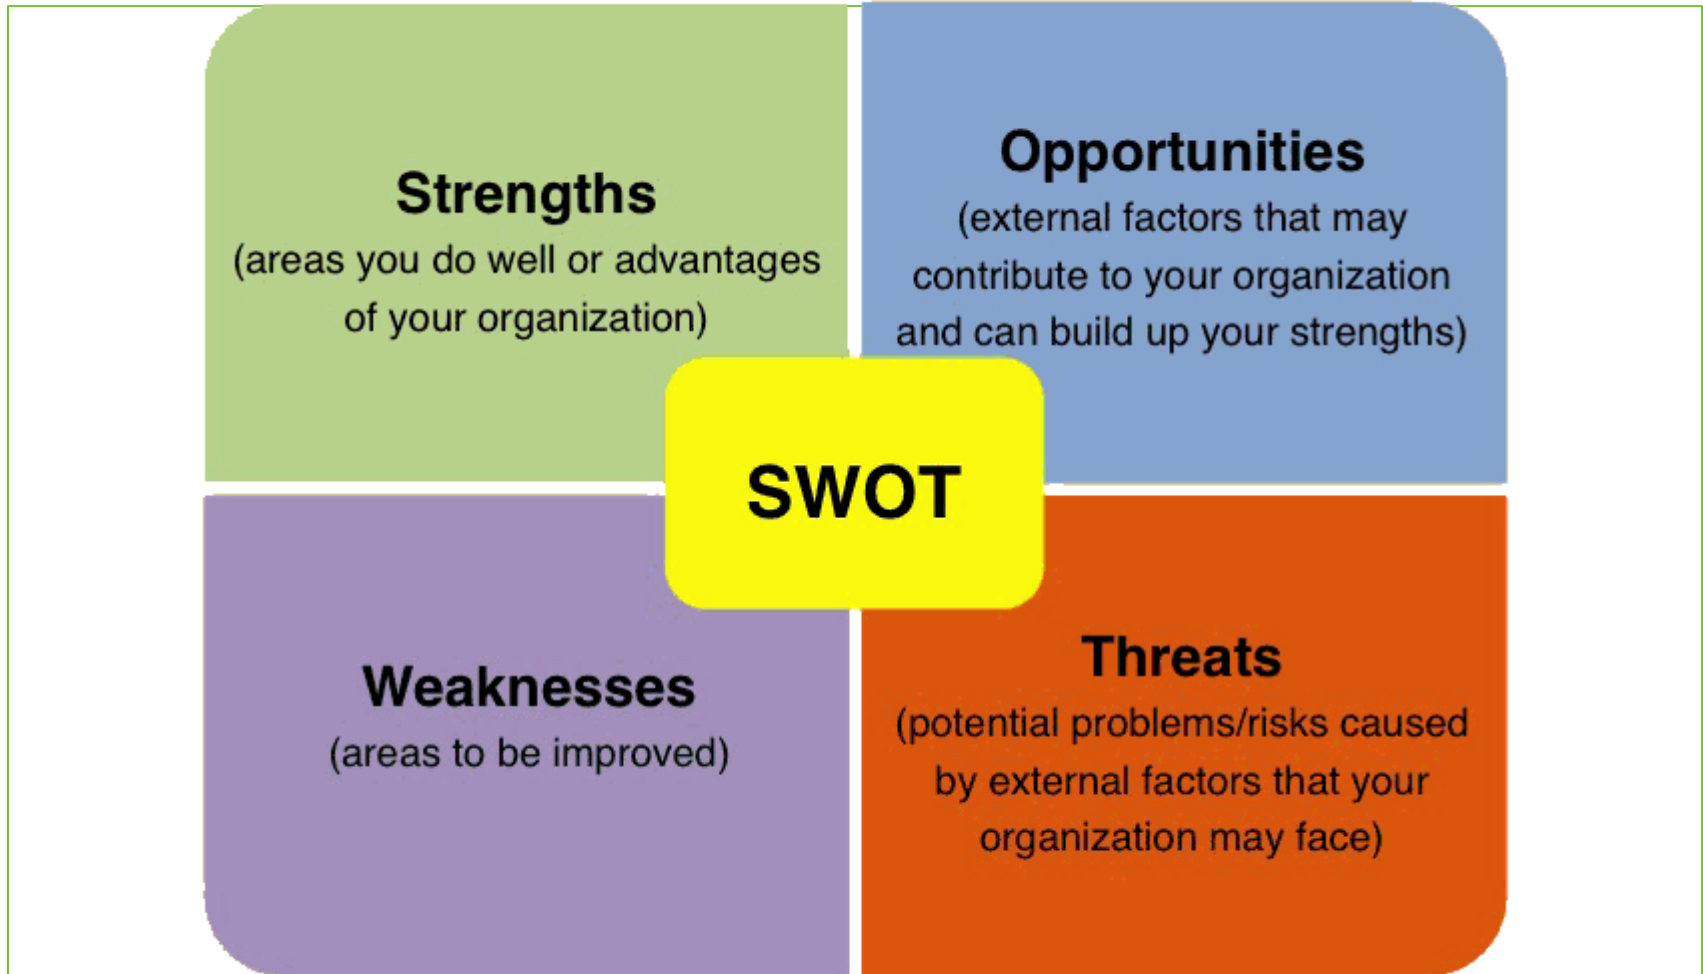 Strengths
(areas you do well or advantages
of your organization)
Opportunities
(external factors that may
contribute to your organization
and can build up your strengths)
SWOT
Weaknesses
(areas to be improved)
Threats
(potential problems/risks caused
by external factors that your
organization may face)